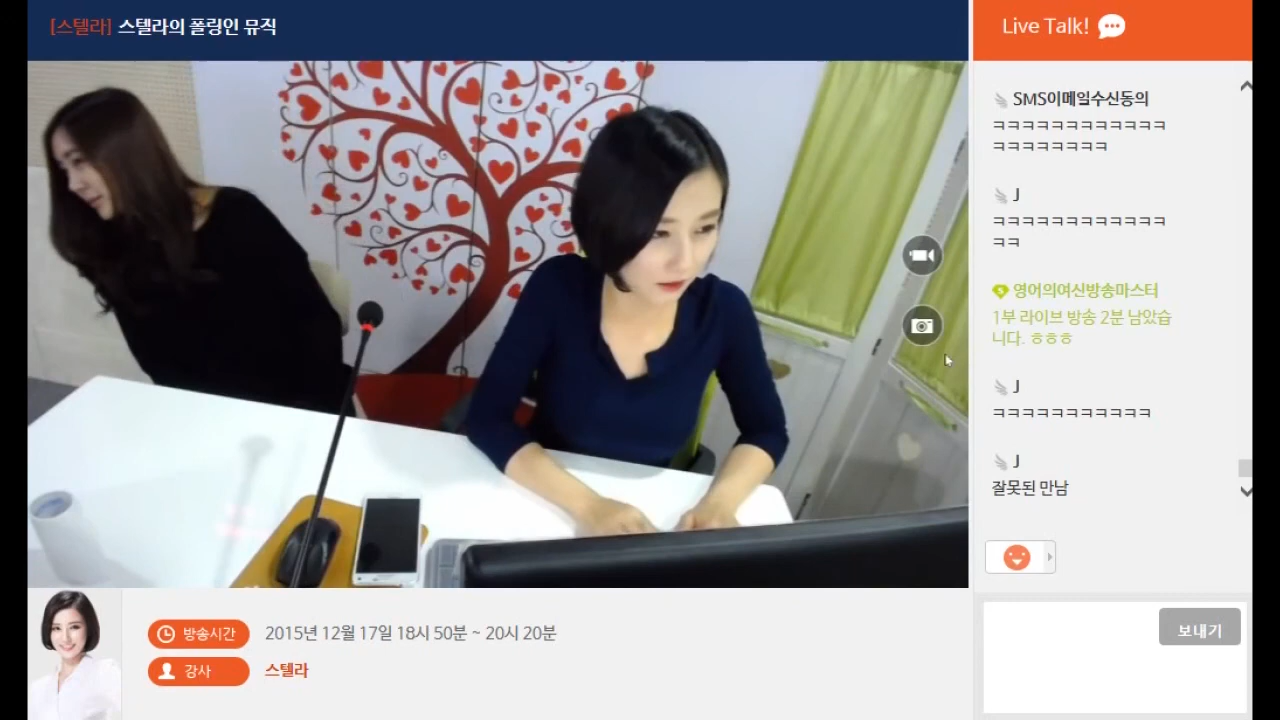 [스텔라] 스텔라의 폴링인 뮤직
Live Talk!
SMS이메일수신동의
ㅋㅋㅋㅋㅋㅋㅋㅋㅋㅋㅋㅋ
ㅋㅋㅋㅋㅋㅋㅋㅋ
J
ㅋㅋㅋㅋㅋㅋㅋㅋㅋㅋㅋㅋ
ㅋㅋ
영어의여신방송마스터
1부 라이브 방송 2분 남았습
니다. ㅎㅎㅎ
J
ㅋㅋㅋㅋㅋㅋㅋㅋㅋㅋㅋ
J
잘못된 만남
보내기
방송시간 2015년 12월 17일 18시 50분 ~ 20시 20분
강사 스텔라